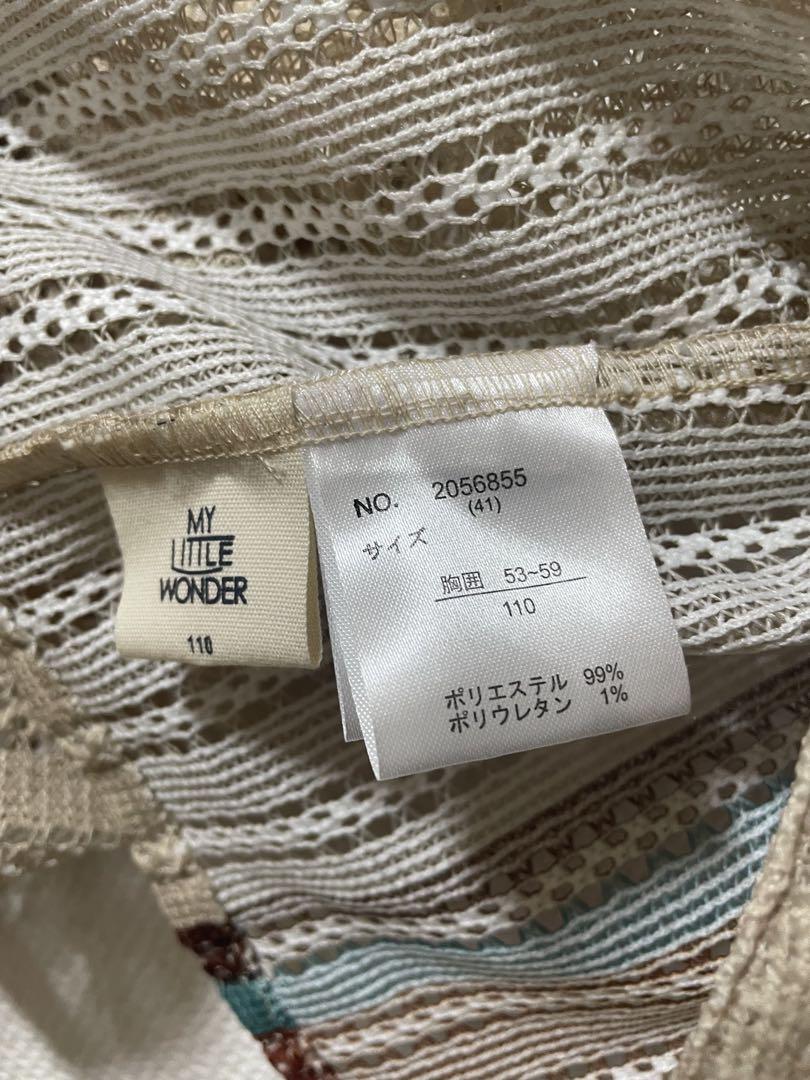 MY
LITTLE
WONDER
110
NO. 2056855
(41)
サイズ
胸囲 53~59
110
ポリエステル 99%
ポリウレタン 1%